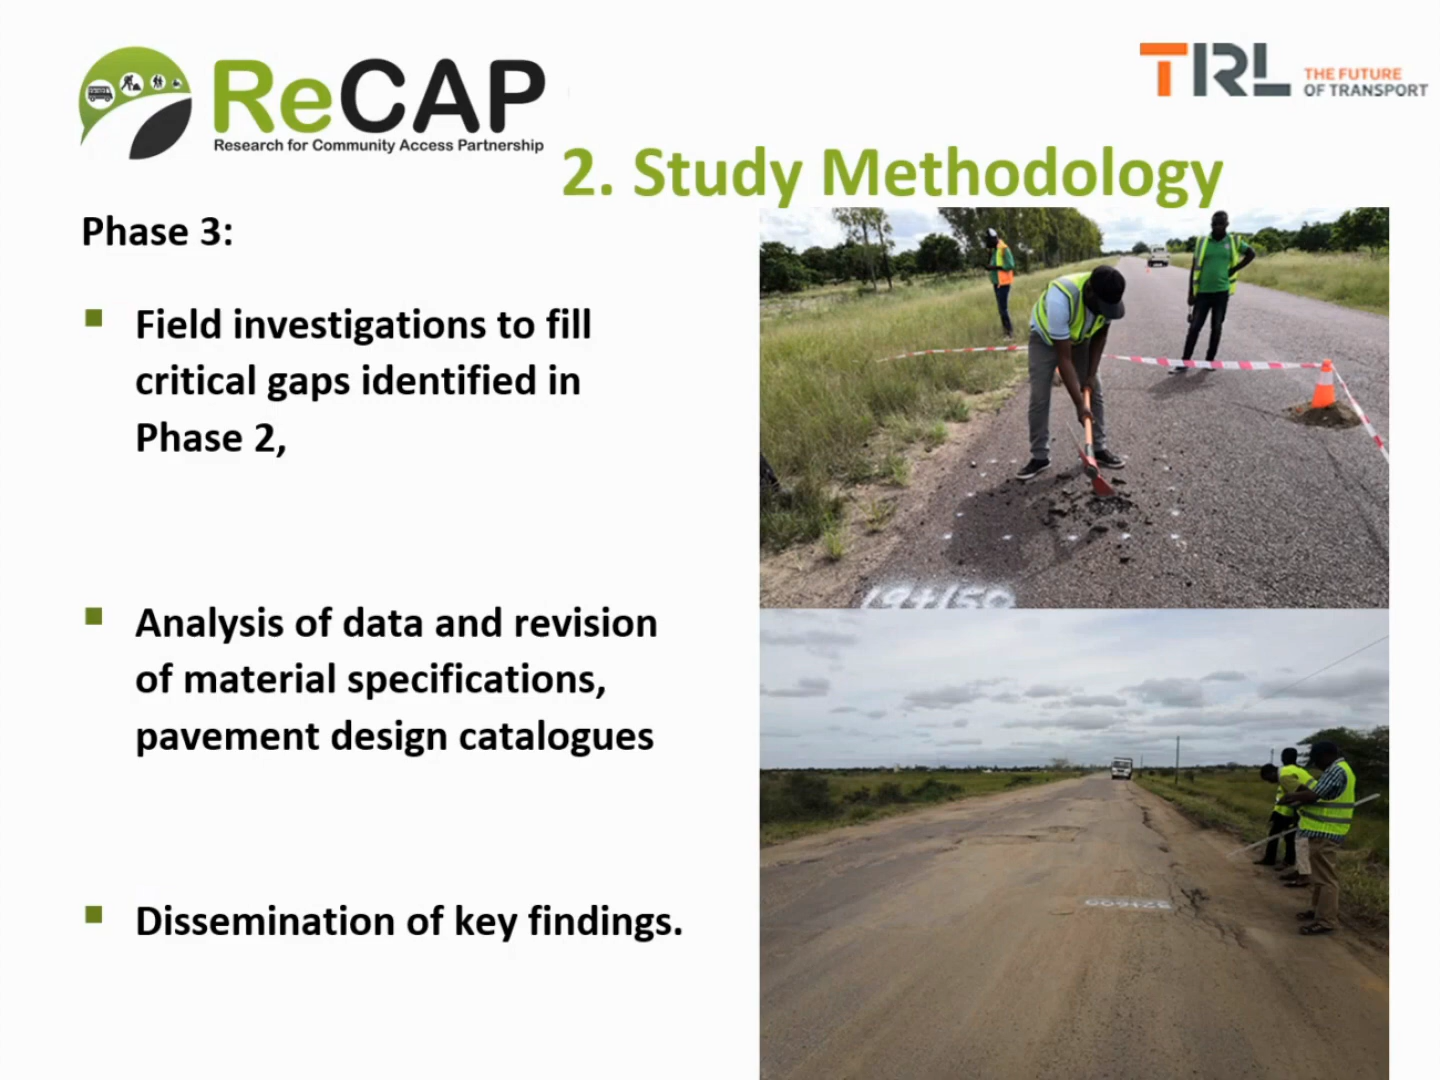 ReCAP
Research for Community Access Partnership
TRL THE FUTURE
OF TRANSPORT
2. Study Methodology
Phase 3:
Field investigations to fill
critical gaps identified in
Phase 2,
Analysis of data and revision
of material specifications,
pavement design catalogues
Dissemination of key findings.